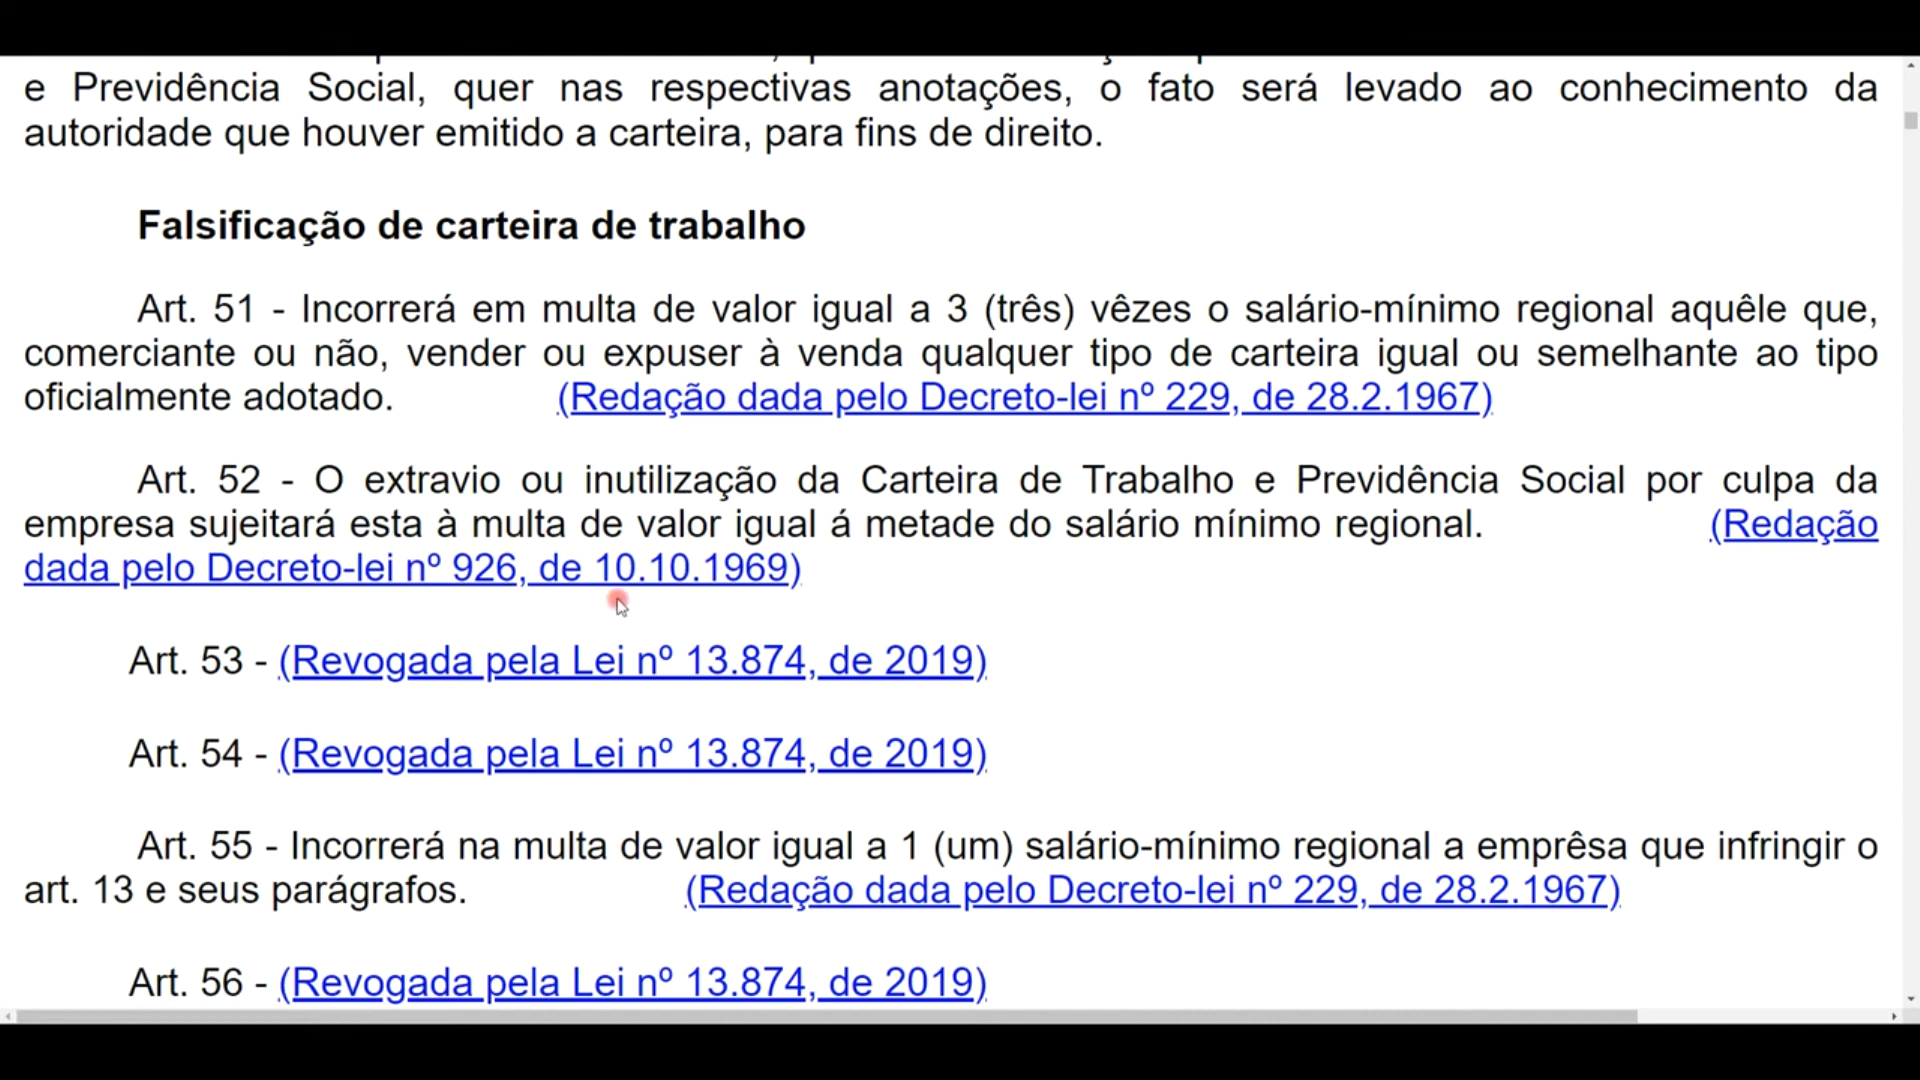 e Previdência Social, quer nas respectivas anotações, o fato será levado ao conhecimento da
autoridade que houver emitido a carteira, para fins de direito.
Falsificação de carteira de trabalho
Art. 51 - Incorrerá em multa de valor igual a 3 (três) vêzes o salário-mínimo regional aquêle que,
comerciante ou não, vender ou expuser à venda qualquer tipo de carteira igual ou semelhante ao tipo
oficialmente adotado. (Redação dada pelo Decreto-lei nº 229, de 28.2.1967)
Art. 52 - O extravio ou inutilização da Carteira de Trabalho e Previdência Social por culpa da
empresa sujeitará esta à multa de valor igual á metade do salário mínimo regional. (Redação
dada pelo Decreto-lei nº 926, de 10.10.1969)
Art. 53 - (Revogada pela Lei nº 13.874, de 2019)
Art. 54 - (Revogada pela Lei nº 13.874, de 2019)
Art. 55 - Incorrerá na multa de valor igual a 1 (um) salário-mínimo regional a emprêsa que infringir o
art. 13 e seus parágrafos. (Redação dada pelo Decreto-lei nº 229, de 28.2.1967)
Art. 56 - (Revogada pela Lei nº 13.874, de 2019)